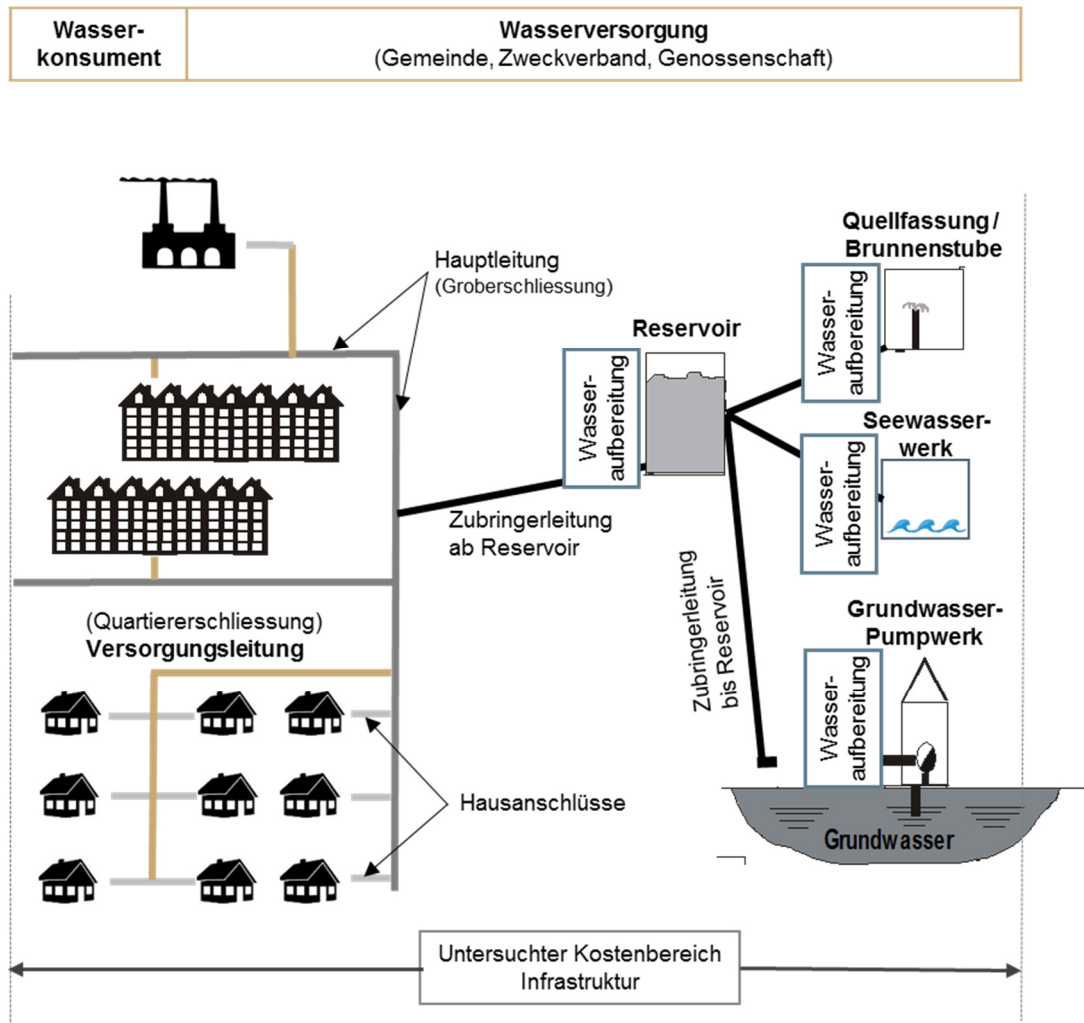 Wasser-
konsument
Wasserversorgung
(Gemeinde, Zweckverband, Genossenschaft)
Quellfassung /
Brunnenstube
Wasser-
aufbereitung
Hauptleitung
(Groberschliessung)
Reservoir
Wasser-
aufbereitung
Seewasser-
werk
Wasser-
aufbereitung
Zubringerleitung
ab Reservoir
Zubringerleitung
bis Reservoir
(Quartiererschliessung)
Versorgungsleitung
Grundwasser-
Pumpwerk
Wasser-
aufbereitung
Hausanschlüsse
Grundwasser
Untersuchter Kostenbereich
Infrastruktur